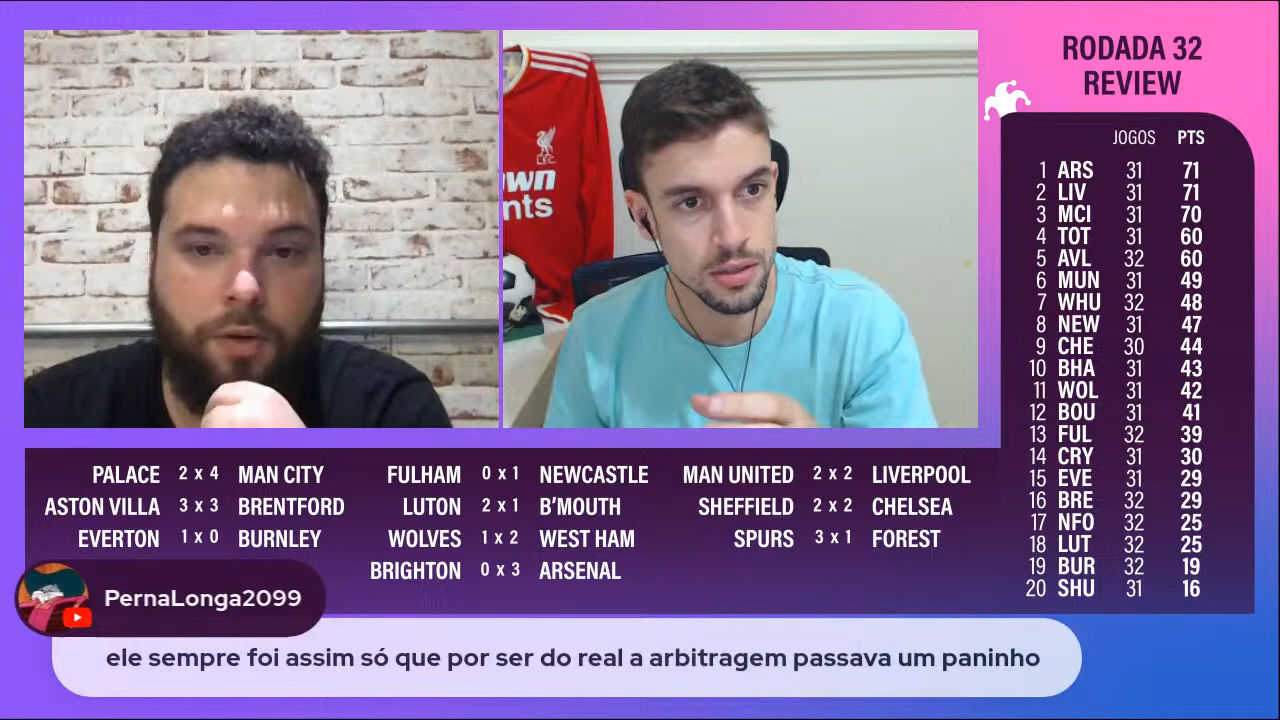 RODADA 32
REVIEW
JOGOS PTS
1 ARS 31 71
2 LIV 31 71
3 MCI 31 70
4 TOT 31 60
5 AVL 32 60
6 MUN 31 49
7 WHU 32 48
8 NEW 31 47
9 CHE 30 44
10 BHA 31 43
11 WOL 31 42
12 BOU 31 41
13 FUL 32 39
14 CRY 31 30
15 EVE 31 29
16 BRE 32 29
17 NFO 32 25
18 LUT 32 25
19 BUR 32 19
20 SHU 31 16
L.F.C.
own
nts
PALACE 2 x 4 MAN CITY
ASTON VILLA 3 x 3 BRENTFORD
EVERTON 1 x 0 BURNLEY
FULHAM 0 x 1 NEWCASTLE
LUTON 2 x 1 B'MOUTH
WOLVES 1 x 2 WEST HAM
BRIGHTON 0 x 3 ARSENAL
MAN UNITED 2 x 2 LIVERPOOL
SHEFFIELD 2 x 2 CHELSEA
SPURS 3 x 1 FOREST
PernaLonga2099
ele sempre foi assim só que por ser do real a arbitragem passava um paninho